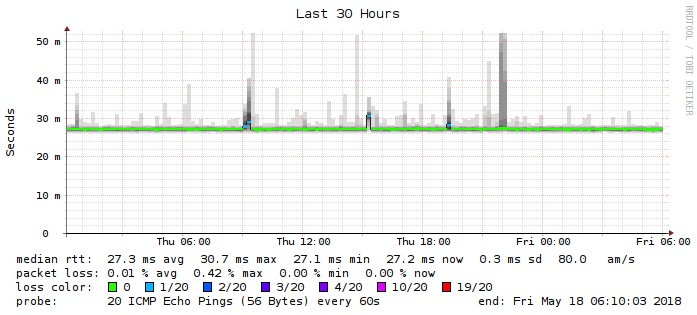 Last 30 Hours
RRDTOOL / TOBI OETIKER
Seconds
50 m
40 m
30 m
20 m
10 m
0
Thu 06:00 Thu 12:00 Thu 18:00 Fri 00:00 Fri 06:00
median rtt: 27.3 ms avg 30.7 ms max 27.1 ms min 27.2 ms now 0.3 ms sd 80.0 am/s
packet loss: 0.01 % avg 0.42 % max 0.00 % min 0.00 % now
loss color: 0 1/20 2/20 3/20 4/20 10/20 19/20
probe: 20 ICMP Echo Pings (56 Bytes) every 60s end: Fri May 18 06:10:03 2018